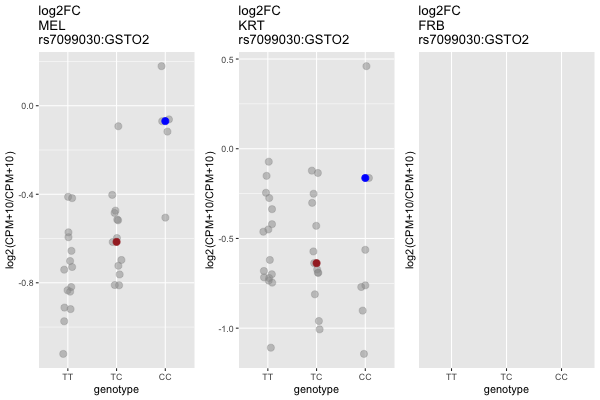 log2FC
MEL
rs7099030:GSTO2
log2(CPM+10/CPM+10)
0.0
-0.4
-0.8
TT TC CC
genotype
log2FC
KRT
rs7099030:GSTO2
log2(CPM+10/CPM+10)
0.5
0.0
-0.5
-1.0
TT TC CC
genotype
log2FC
FRB
rs7099030:GSTO2
log2(CPM+10/CPM+10)
TT TC CC
genotype